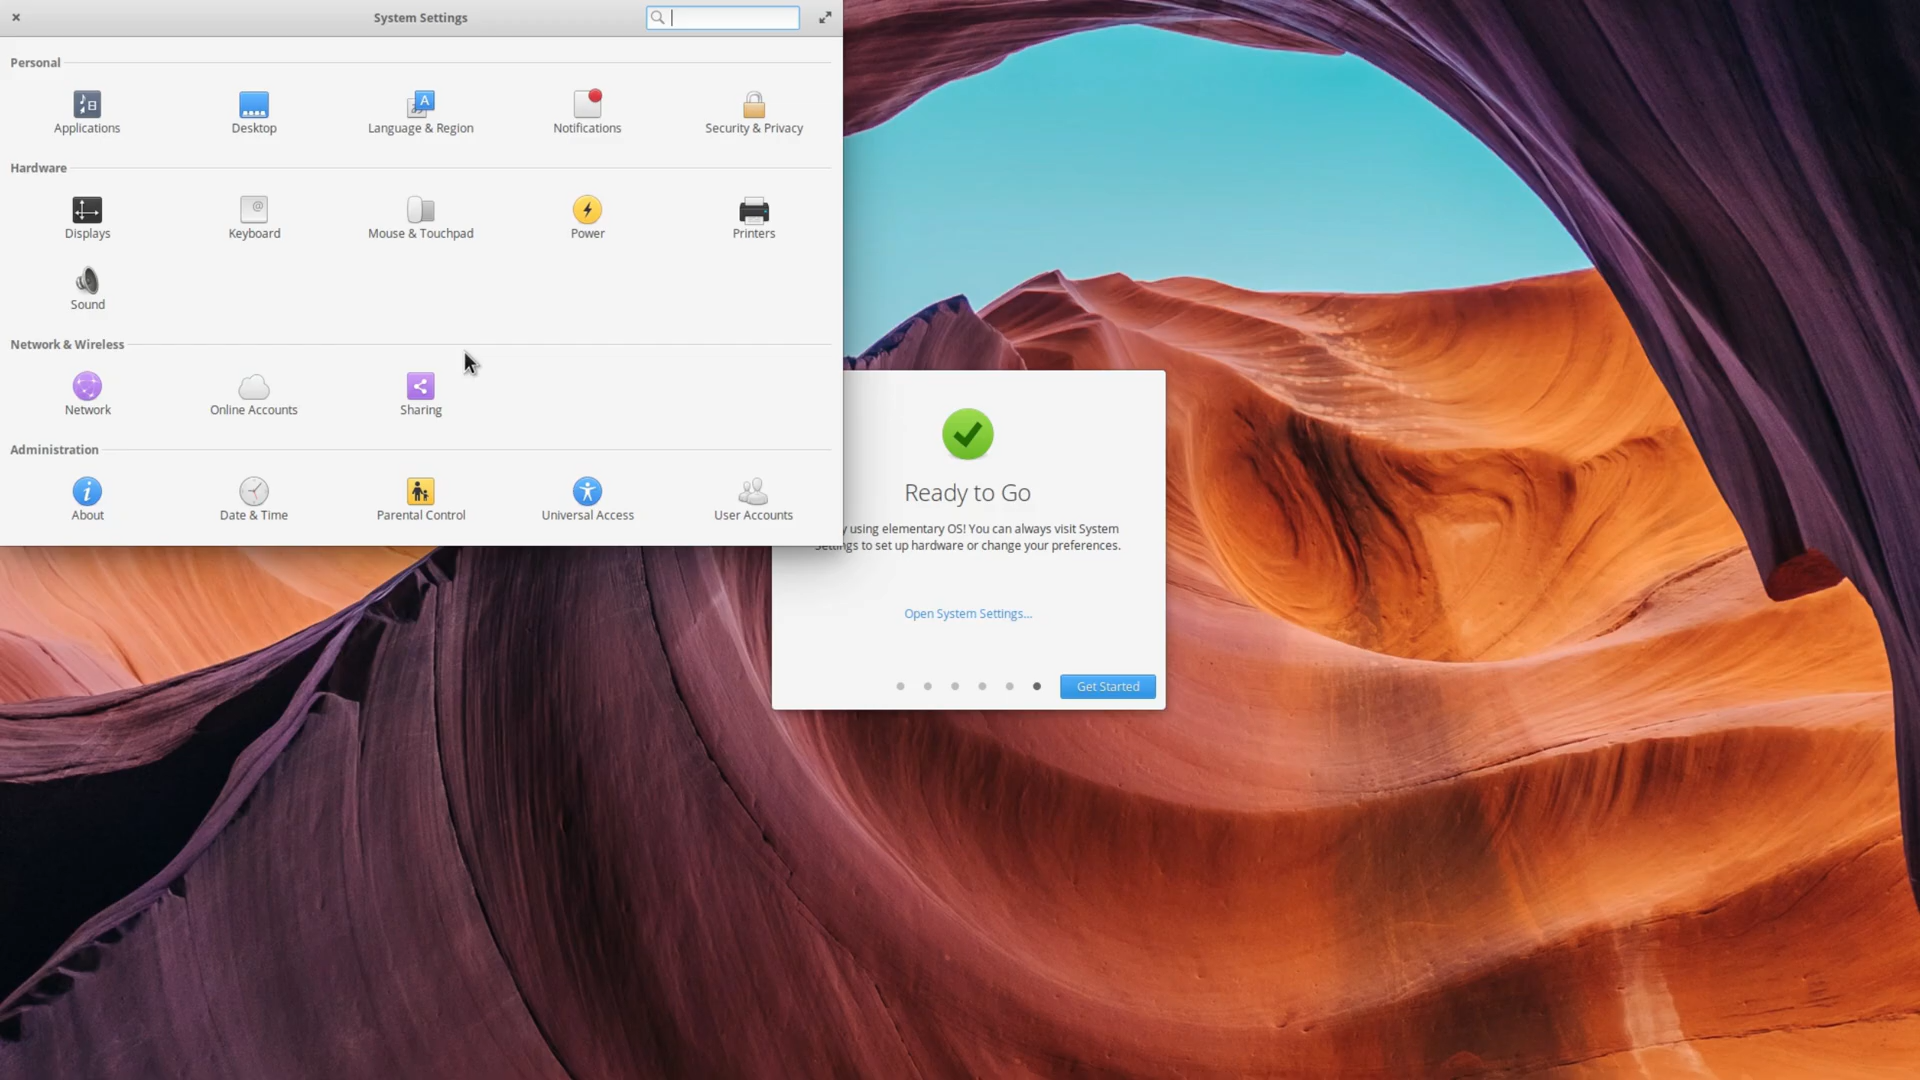 System Settings
Personal
Applications
Desktop
Language & Region
Notifications
Security & Privacy
Hardware
Displays
Keyboard
Mouse & Touchpad
Power
Printers
Sound
Network & Wireless
Network
Online Accounts
Sharing
Administration
About
Date & Time
Parental Control
Universal Access
User Accounts
Ready to Go
using elementary OS! You can always visit System
Settings to set up hardware or change your preferences.
Open System Settings...
Get Started